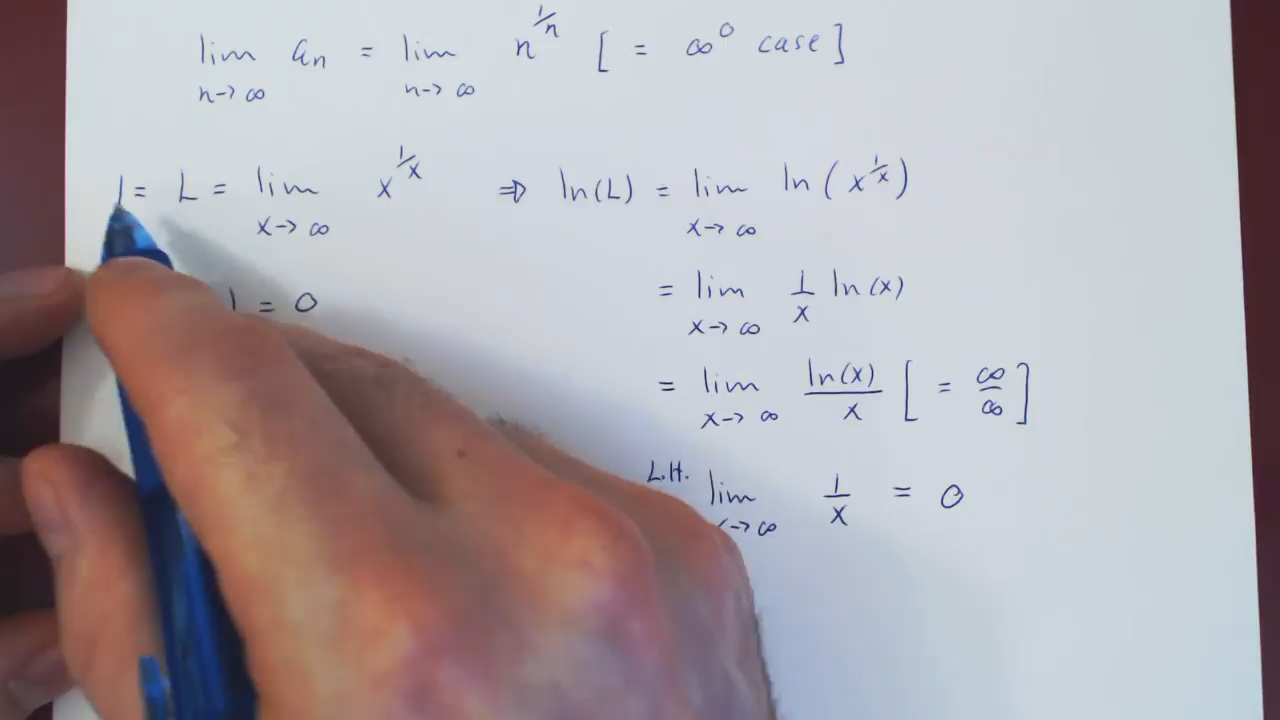 lim aₙ = lim n^(1/n) [ = ∞⁰ case ]
n→∞ n→∞
1 = L = lim x^(1/x) ⇒ ln(L) = lim ln(x^(1/x))
x→∞ x→∞
= 0
= lim 1/x ln(x)
x→∞
= lim ln(x)/x [ = ∞/∞ ]
x→∞
L.H. lim 1/x = 0
→∞